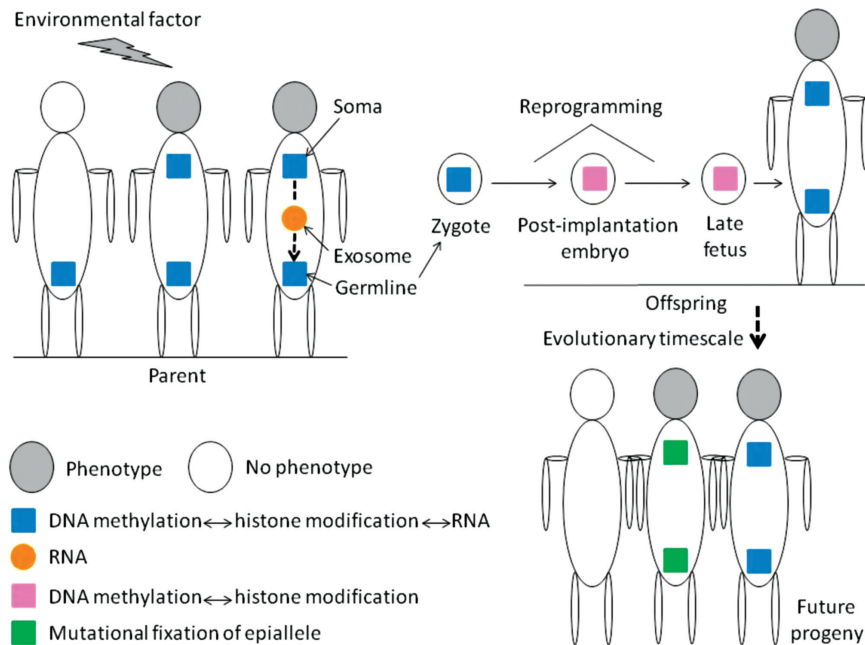 Environmental factor
Soma
Exosome
Germline
Parent
Reprogramming
Zygote
Post-implantation
embryo
Late
fetus
Offspring
Evolutionary timescale
Phenotype
No phenotype
DNA methylation↔histone modification↔RNA
RNA
DNA methylation↔histone modification
Mutational fixation of epiallele
Future
progeny